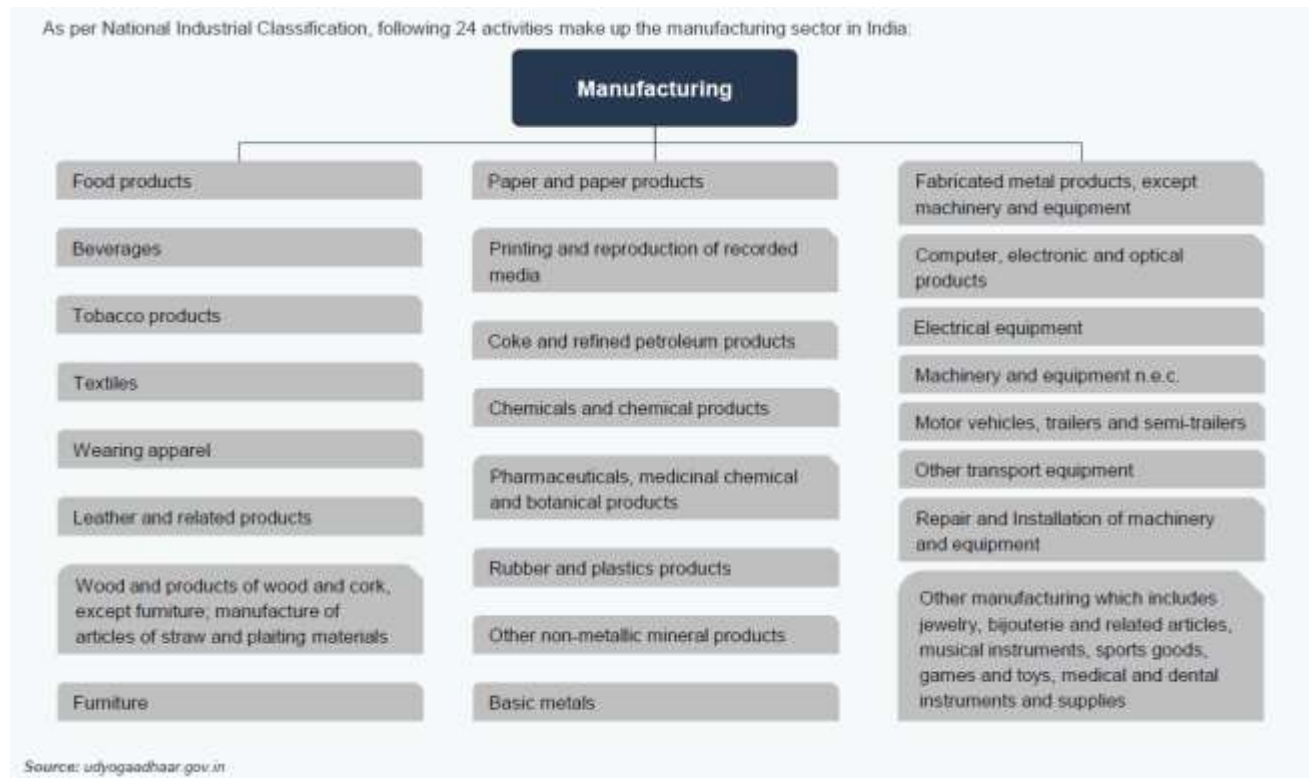 As per National Industrial Classification, following 24 activities make up the manufacturing sector in India:
Manufacturing
Food products
Beverages
Tobacco products
Textiles
Wearing apparel
Leather and related products
Wood and products of wood and cork,
except furniture; manufacture of
articles of straw and plaiting materials
Furniture
Paper and paper products
Printing and reproduction of recorded
media
Coke and refined petroleum products
Chemicals and chemical products
Pharmaceuticals, medicinal chemical
and botanical products
Rubber and plastics products
Other non-metallic mineral products
Basic metals
Fabricated metal products, except
machinery and equipment
Computer, electronic and optical
products
Electrical equipment
Machinery and equipment n.e.c.
Motor vehicles, trailers and semi-trailers
Other transport equipment
Repair and Installation of machinery
and equipment
Other manufacturing which includes
jewelry, bijouterie and related articles,
musical instruments, sports goods,
games and toys, medical and dental
instruments and supplies
Source: udyogaadhaar.gov.in